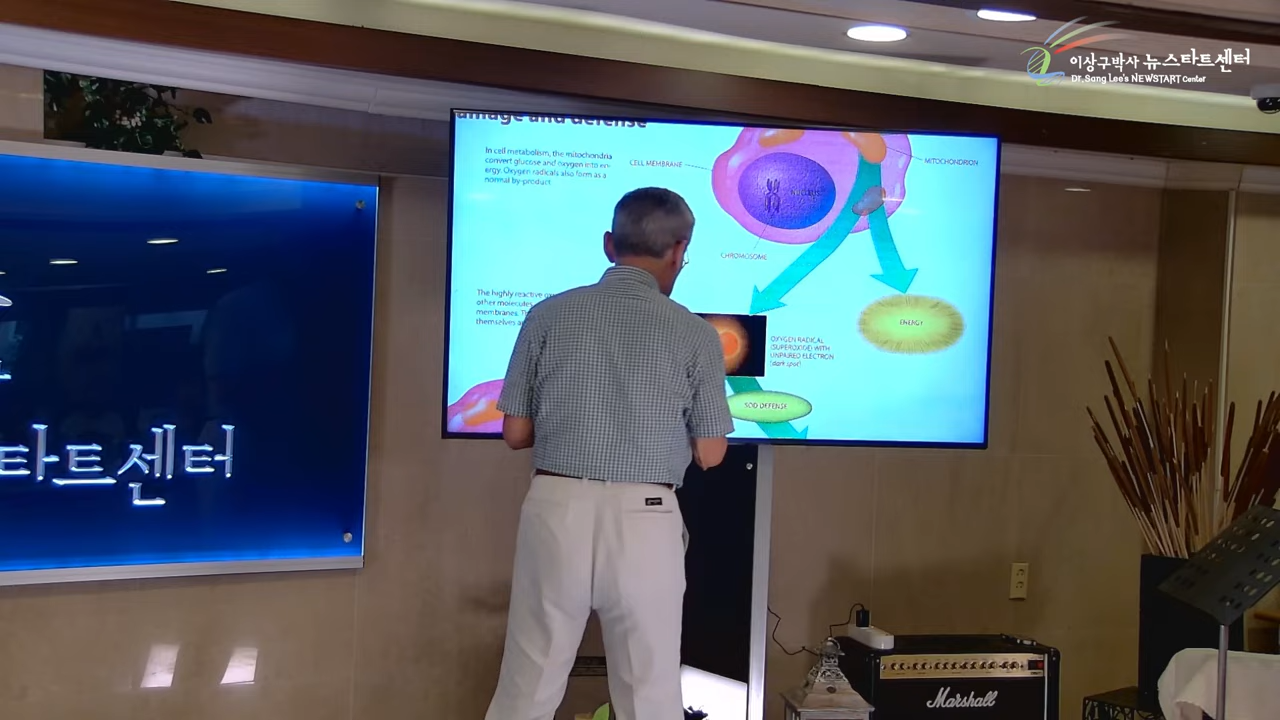 이상구박사 뉴스타트센터
Dr. Sang Lee's NEWSTART Center
and defense
In cell metabolism, the mitochondria
convert glucose and oxygen into en-
ergy. Oxygen radicals also form as a
normal by-product.
CELL MEMBRANE
MITOCHONDRION
CHROMOSOME
The highly reactive
other molecules
membranes.
themselves
ENERGY
OXYGEN RADICAL
(SUPEROXIDE) WITH
UNPAIRED ELECTRON
(dark spot)
SOD DEFENSE
타트센터
Marshall